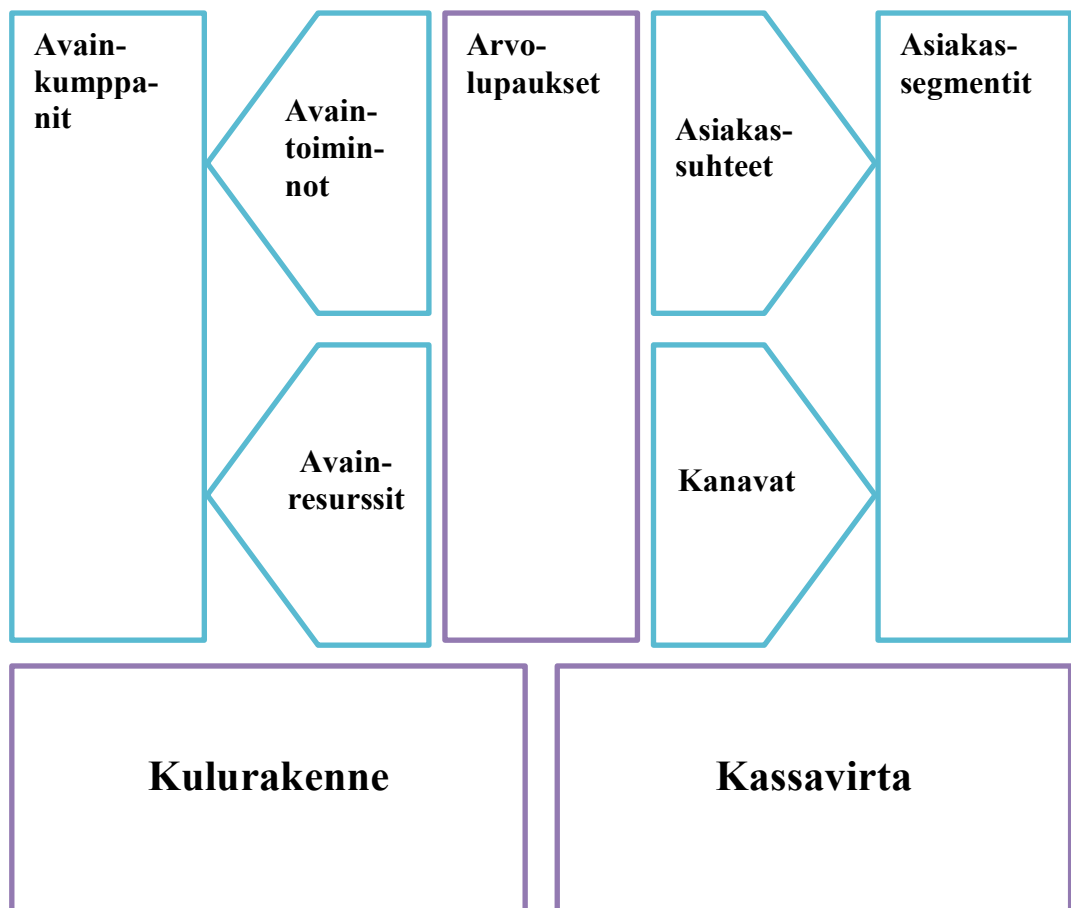 Avain-
kumppa-
nit
Avain-
toimin-
not
Arvo-
lupaukset
Asiakas-
suhteet
Asiakas-
segmentit
Avain-
resurssit
Kanavat
Kulurakenne
Kassavirta